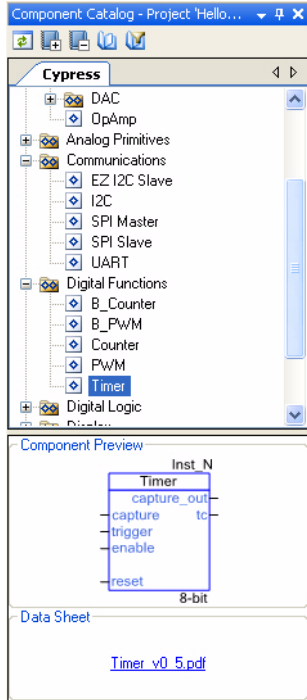 Component Catalog - Project 'Hello...
Cypress
DAC
OpAmp
Analog Primitives
Communications
EZ I2C Slave
I2C
SPI Master
SPI Slave
UART
Digital Functions
B_Counter
B_PWM
Counter
PWM
Timer
Digital Logic
Display
Component Preview
Inst_N
Timer
capture_out
capture tc
trigger
enable
reset
8-bit
Data Sheet
Timer_v0_5.pdf